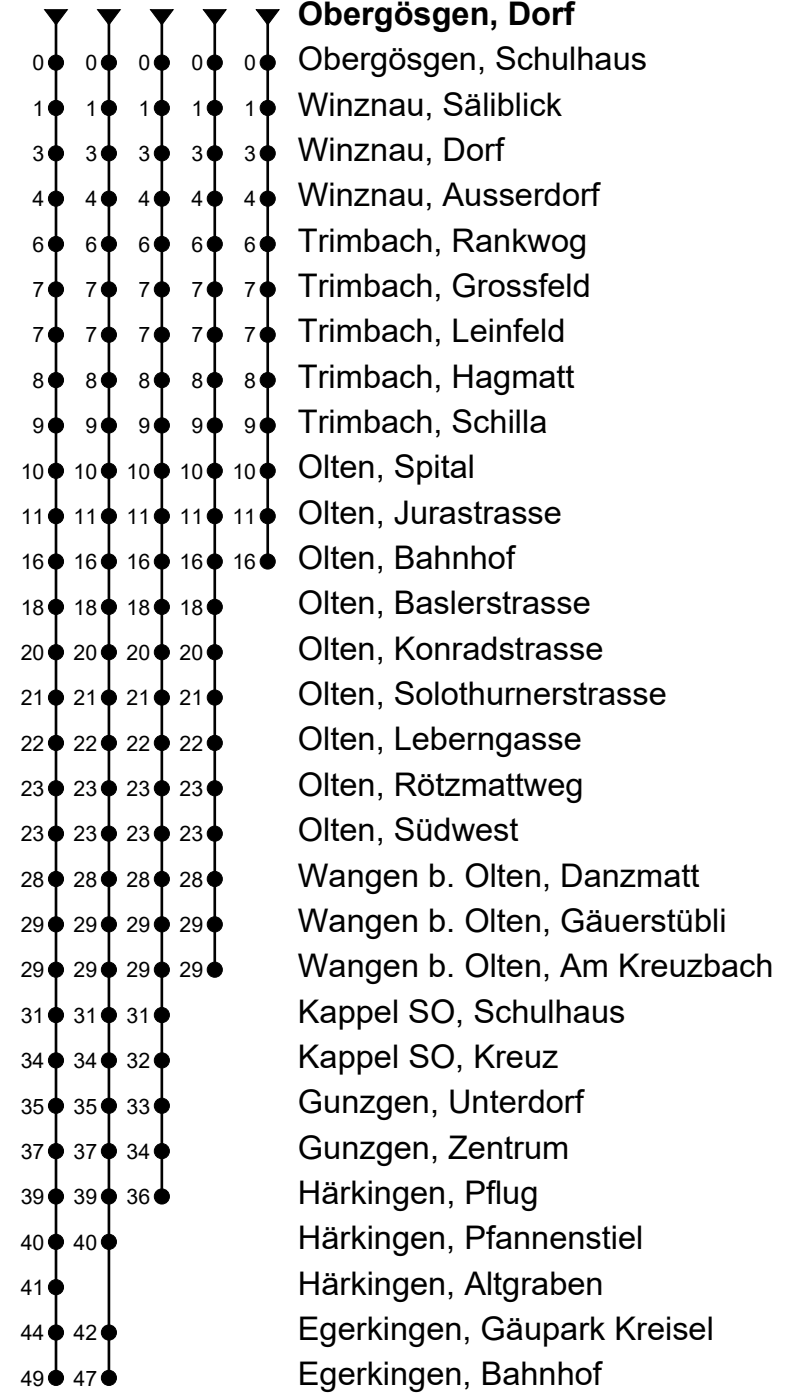 Obergösgen, Dorf
0 0 0 0 0 Obergösgen, Schulhaus
1 1 1 1 1 Winznau, Säliblick
3 3 3 3 3 Winznau, Dorf
4 4 4 4 4 Winznau, Ausserdorf
6 6 6 6 6 Trimbach, Rankwog
7 7 7 7 7 Trimbach, Grossfeld
7 7 7 7 7 Trimbach, Leinfeld
8 8 8 8 8 Trimbach, Hagmatt
9 9 9 9 9 Trimbach, Schilla
10 10 10 10 10 Olten, Spital
11 11 11 11 11 Olten, Jurastrasse
16 16 16 16 16 Olten, Bahnhof
18 18 18 18 Olten, Baslerstrasse
20 20 20 20 Olten, Konradstrasse
21 21 21 21 Olten, Solothurnerstrasse
22 22 22 22 Olten, Leberngasse
23 23 23 23 Olten, Rötzmattweg
23 23 23 23 Olten, Südwest
28 28 28 28 Wangen b. Olten, Danzmatt
29 29 29 29 Wangen b. Olten, Gäuerstübli
29 29 29 29 Wangen b. Olten, Am Kreuzbach
31 31 31 Kappel SO, Schulhaus
34 34 32 Kappel SO, Kreuz
35 35 33 Gunzgen, Unterdorf
37 37 34 Gunzgen, Zentrum
39 39 36 Härkingen, Pflug
40 40 Härkingen, Pfannenstiel
41 Härkingen, Altgraben
44 42 Egerkingen, Gäupark Kreisel
49 47 Egerkingen, Bahnhof